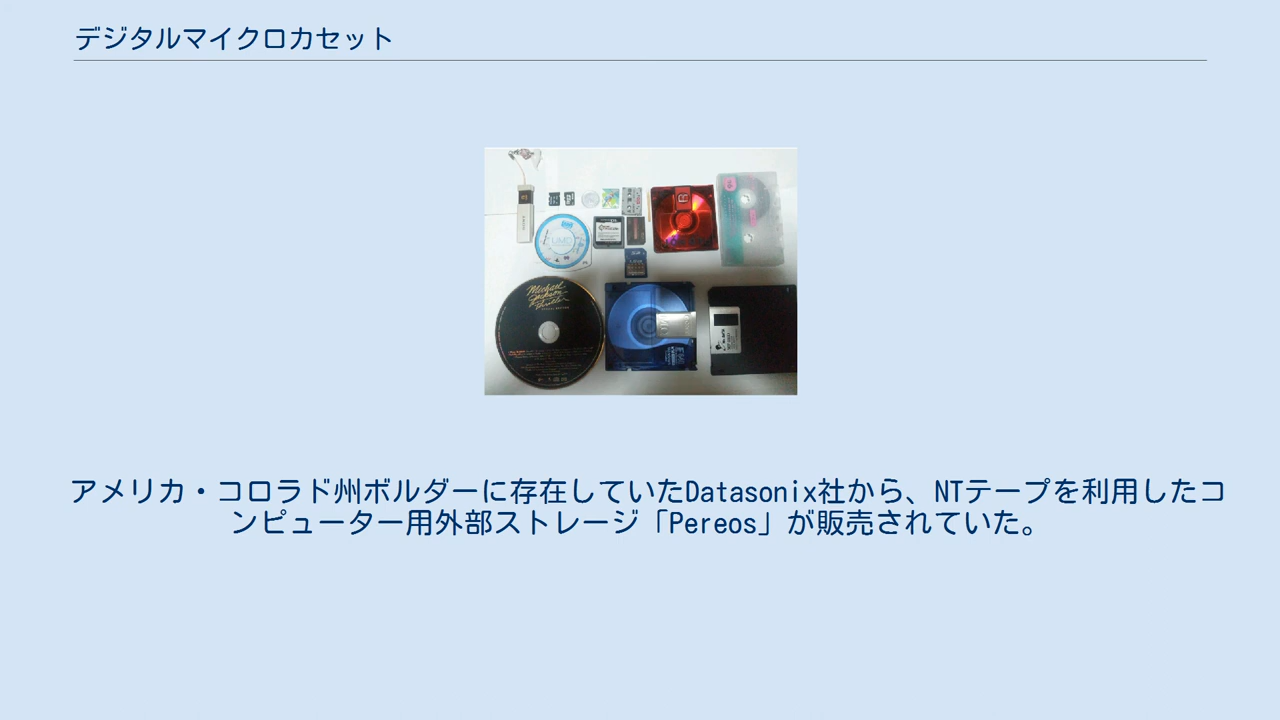 デジタルマイクロカセット
UMD
Michael
Jackson
Thriller
アメリカ・コロラド州ボルダーに存在していたDatasonix社から、NTテープを利用したコ
ンピューター用外部ストレージ「Pereos」が販売されていた。